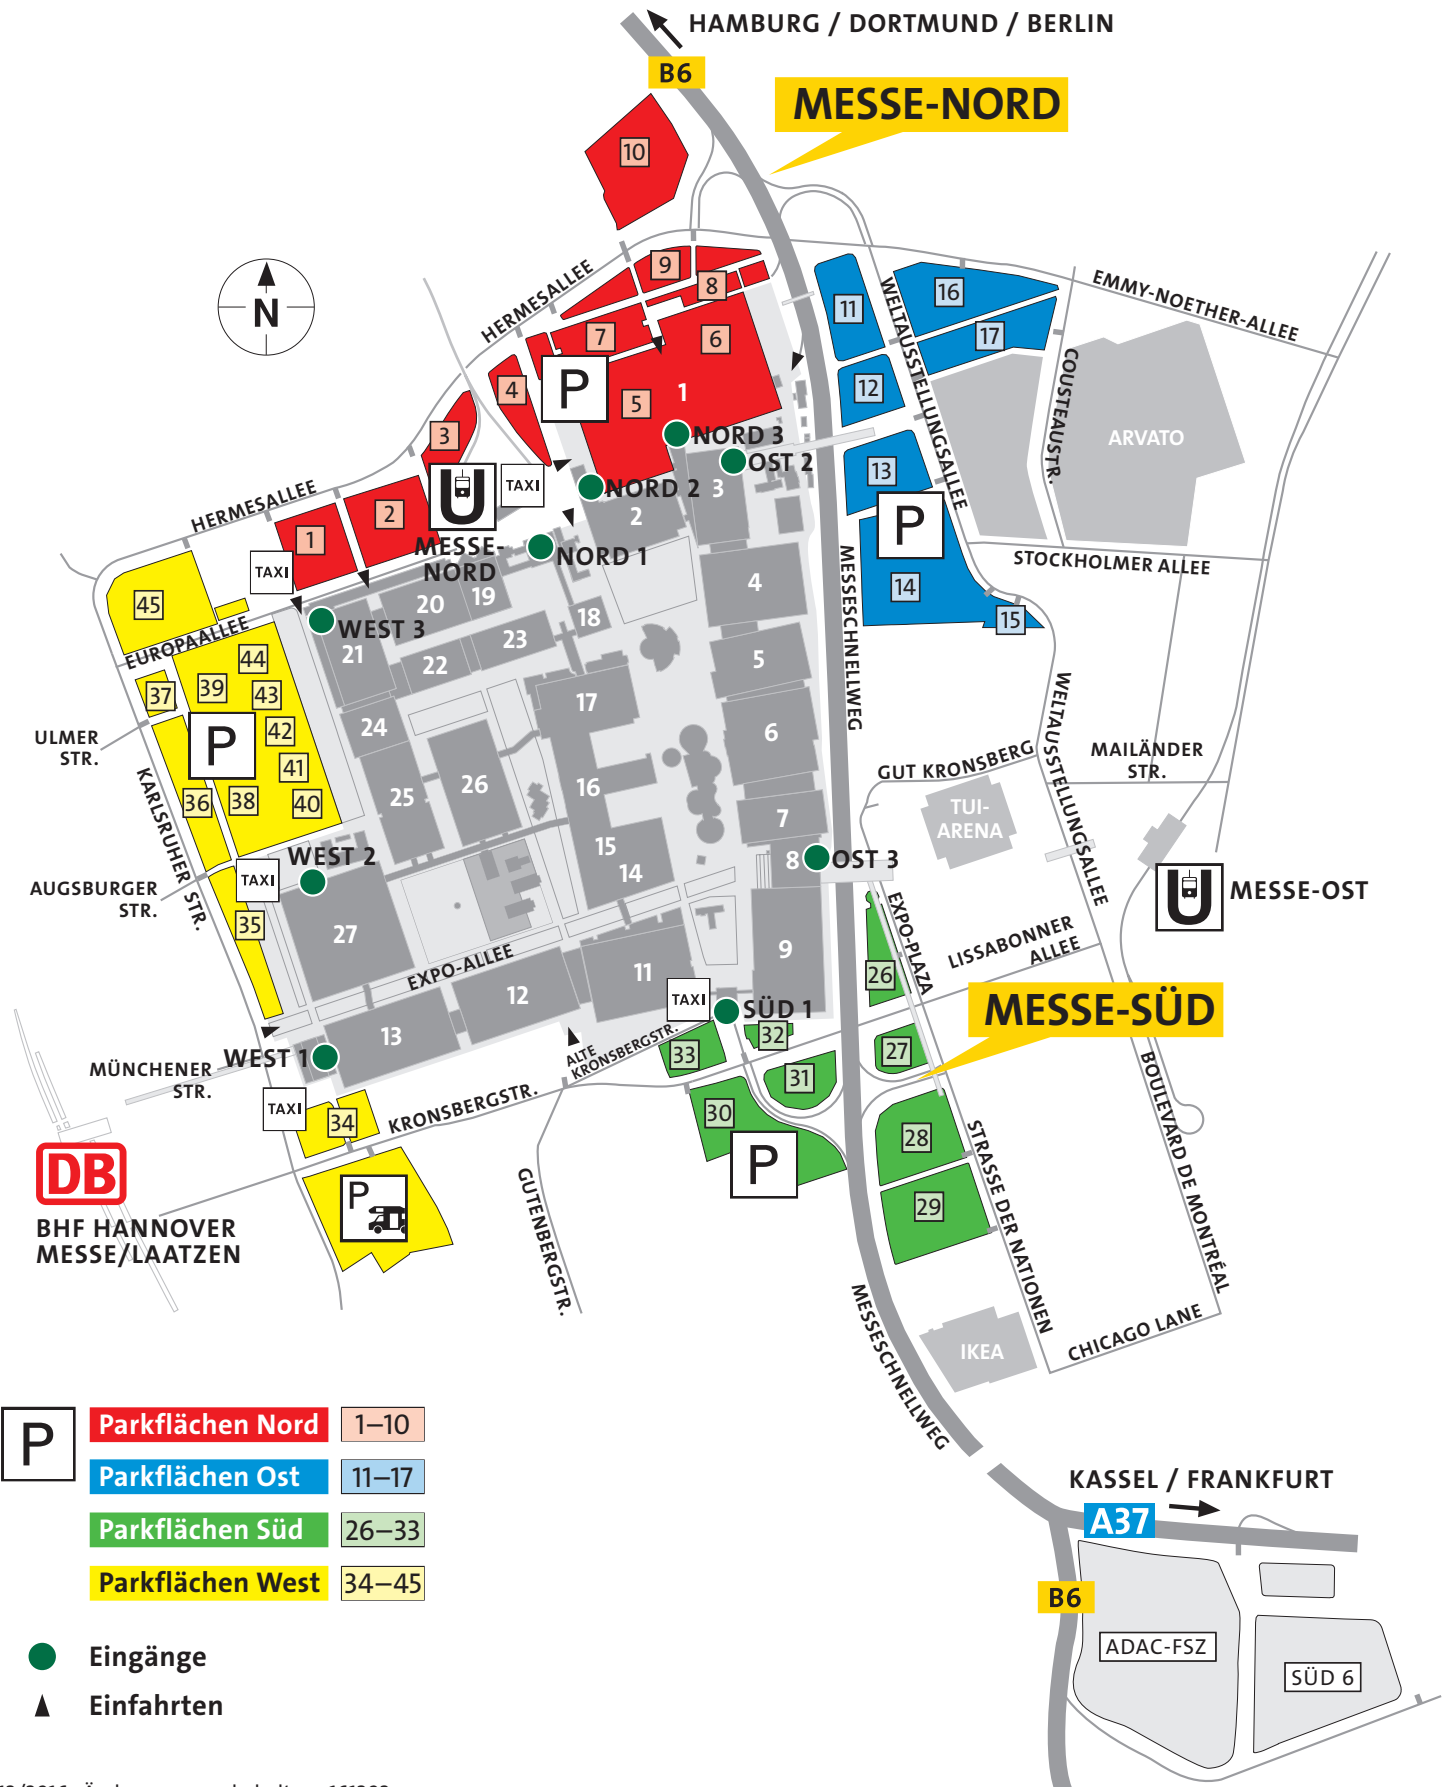 HAMBURG / DORTMUND / BERLIN
B6
MESSE-NORD
10
N
HERMESALLEE
9
8
7
6
5
4
3
P
1
11
16
17
12
13
14
15
P
WELTAUSSTELLUNGSALLEE
EMMY-NOETHER-ALLEE
COUSTEAUSTR.
ARVATO
STOCKHOLMER ALLEE
NORD 3
OST 2
NORD 2
NORD 1
HERMESALLEE
1
2
U
TAXI
MESSE-
NORD
TAXI
45
EUROPAALLEE
WEST 3
2
3
4
5
6
7
8
9
11
12
13
14
15
16
17
18
19
20
21
22
23
24
25
26
27
MESSESCHNELLWEG
44
39
43
37
42
41
36
38
40
P
ULMER
STR.
KARLSRUHER STR.
AUGSBURGER
STR.
WEST 2
TAXI
35
GUT KRONSBERG
TUI-
ARENA
MAILÄNDER
STR.
WELTAUSSTELLUNGSALLEE
OST 3
U
MESSE-OST
EXPO-PLAZA
LISSABONNER
ALLEE
26
EXPO-ALLEE
TAXI
SÜD 1
MESSE-SÜD
32
33
27
31
30
P
28
29
ALTE
KRONSBERGSTR.
WEST 1
MÜNCHENER
STR.
TAXI
34
KRONSBERGSTR.
P
GUTENBERGSTR.
DB
BHF HANNOVER
MESSE/LAATZEN
STRASSE DER NATIONEN
BOULEVARD DE MONTRÉAL
CHICAGO LANE
IKEA
MESSESCHNELLWEG
P
Parkflächen Nord 1–10
Parkflächen Ost 11–17
Parkflächen Süd 26–33
Parkflächen West 34–45
Eingänge
Einfahrten
KASSEL / FRANKFURT
A37
B6
ADAC-FSZ
SÜD 6